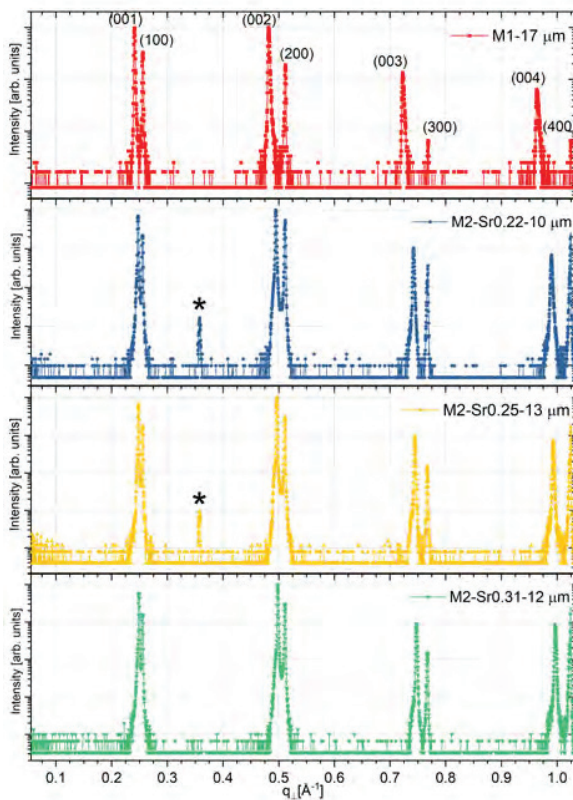 M1-17 μm
(001)
(100)
(002)
(200)
(003)
(300)
(004)
(400)
Intensity [arb. units]
M2-Sr0.22-10 μm
*
Intensity [arb. units]
M2-Sr0.25-13 μm
*
Intensity [arb. units]
M2-Sr0.31-12 μm
Intensity [arb. units]
0.1 0.2 0.3 0.4 0.5 0.6 0.7 0.8 0.9 1.0
q⊥[Å⁻¹]